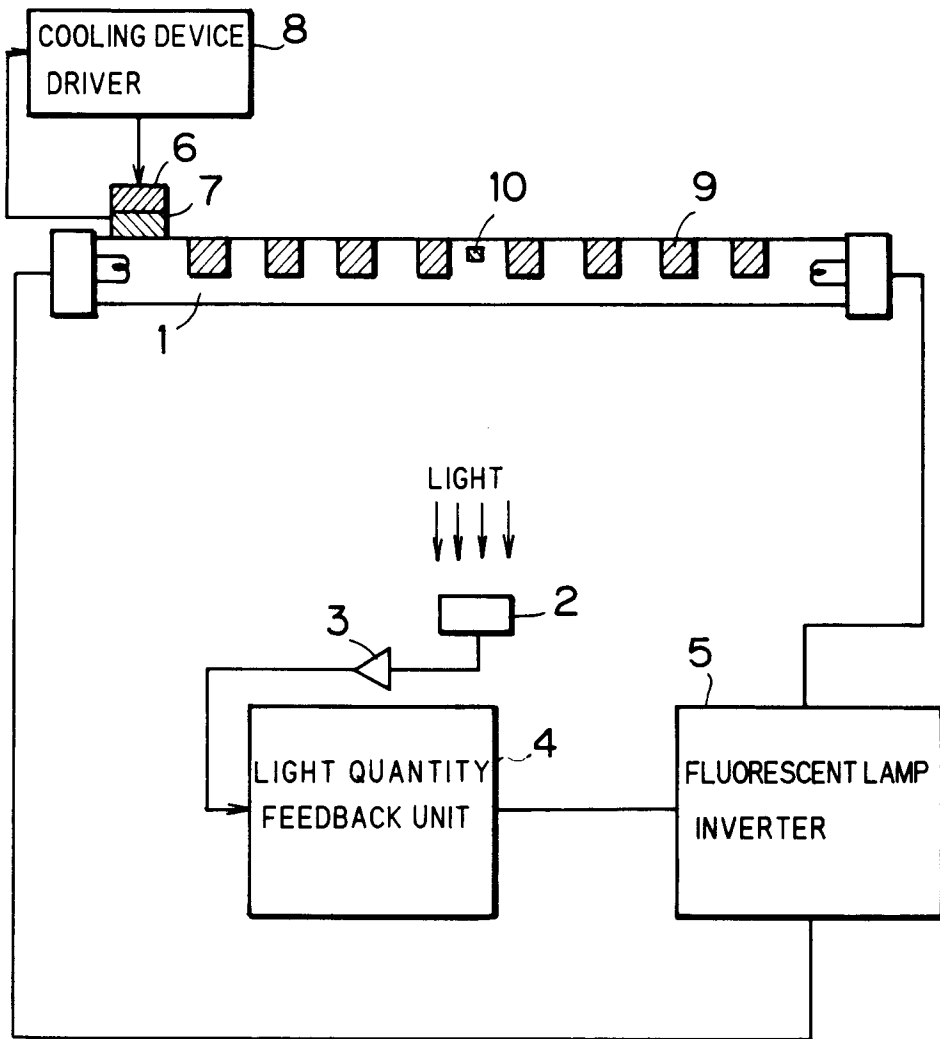 COOLING DEVICE
DRIVER
8
6
7
10
9
1
LIGHT
2
3
4
LIGHT QUANTITY
FEEDBACK UNIT
5
FLUORESCENT LAMP
INVERTER